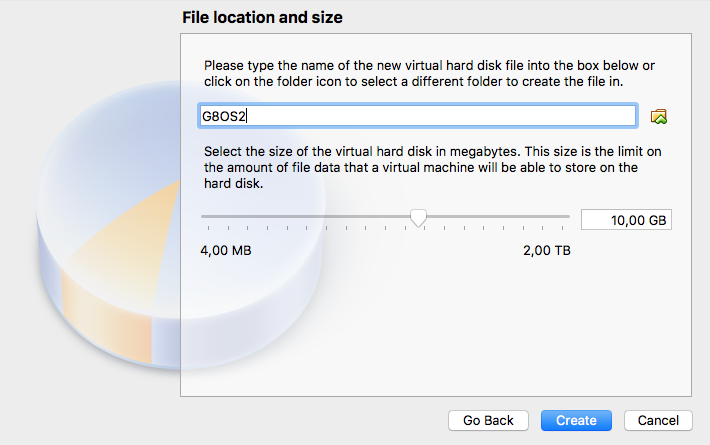 File location and size
Please type the name of the new virtual hard disk file into the box below or
click on the folder icon to select a different folder to create the file in.
G8OS2
Select the size of the virtual hard disk in megabytes. This size is the limit on
the amount of file data that a virtual machine will be able to store on the
hard disk.
10,00 GB
4,00 MB 2,00 TB
Go Back Create Cancel